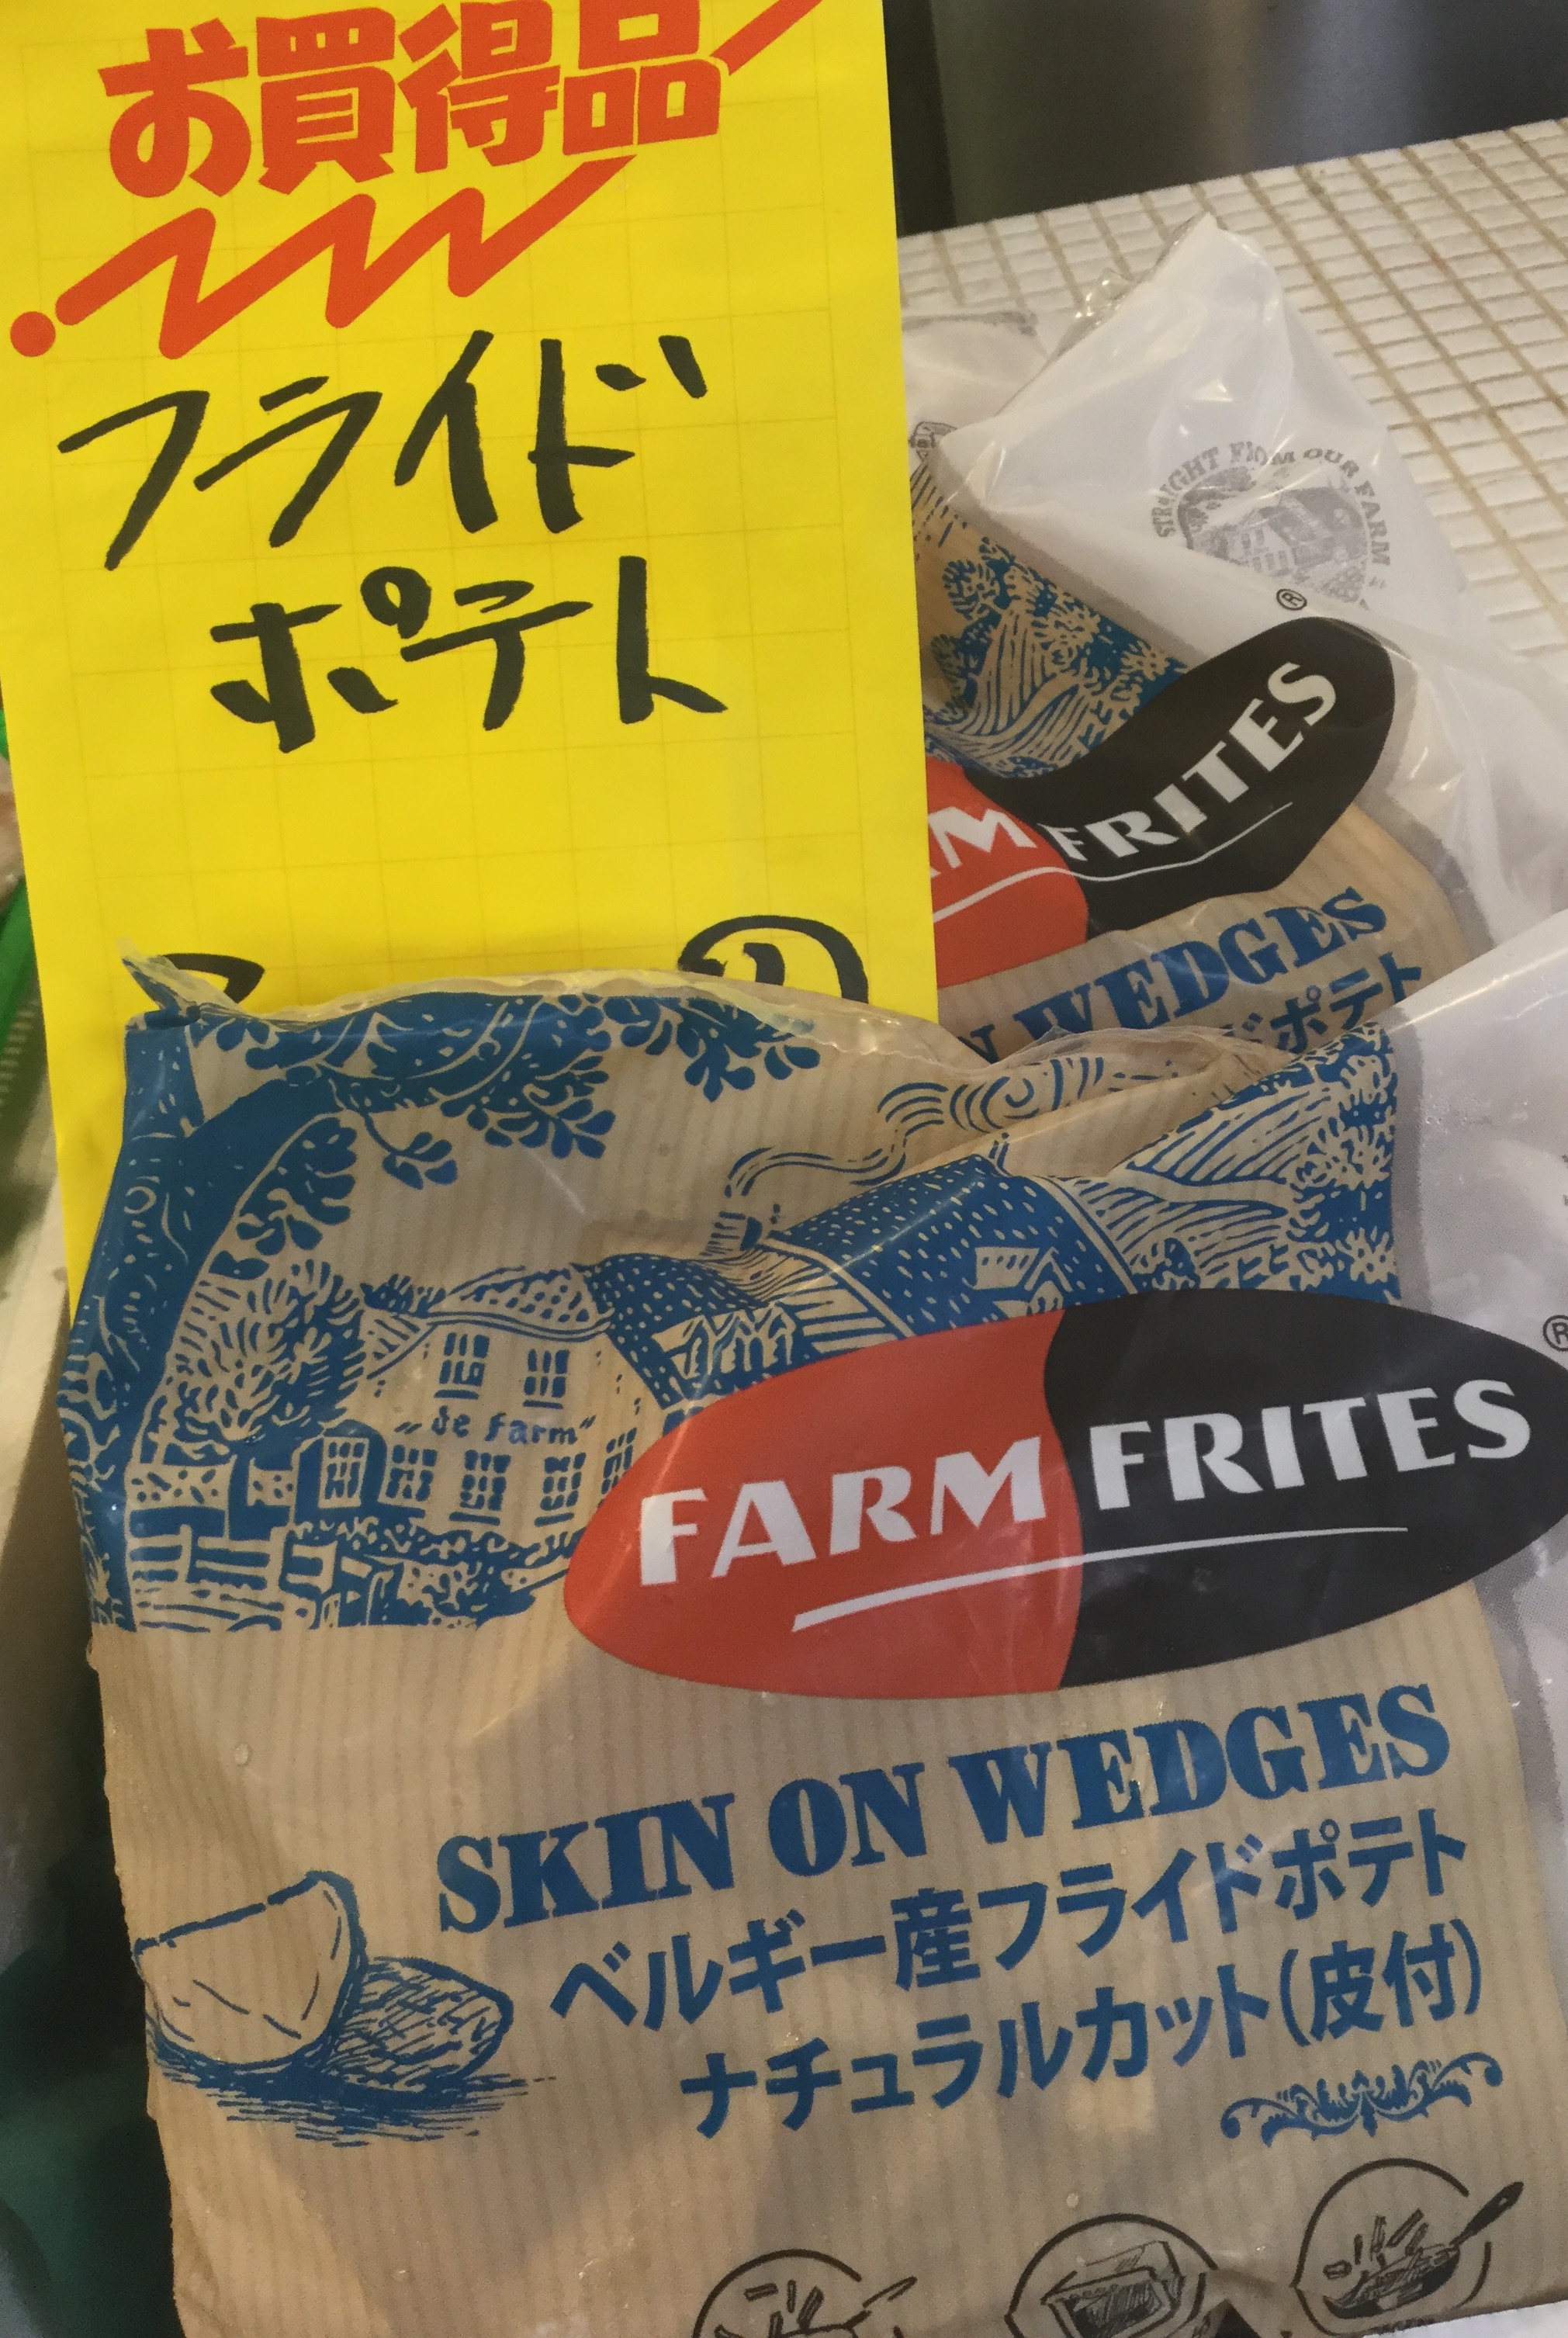 お買得品
フライド
ポテト
円
STRAIGHT FROM OUR FARM
FRITES
WEDGES
ドポテト
"de farm"
FARM FRITES
SKIN ON WEDGES
ベルギー産フライドポテト
ナチュラルカット(皮付)